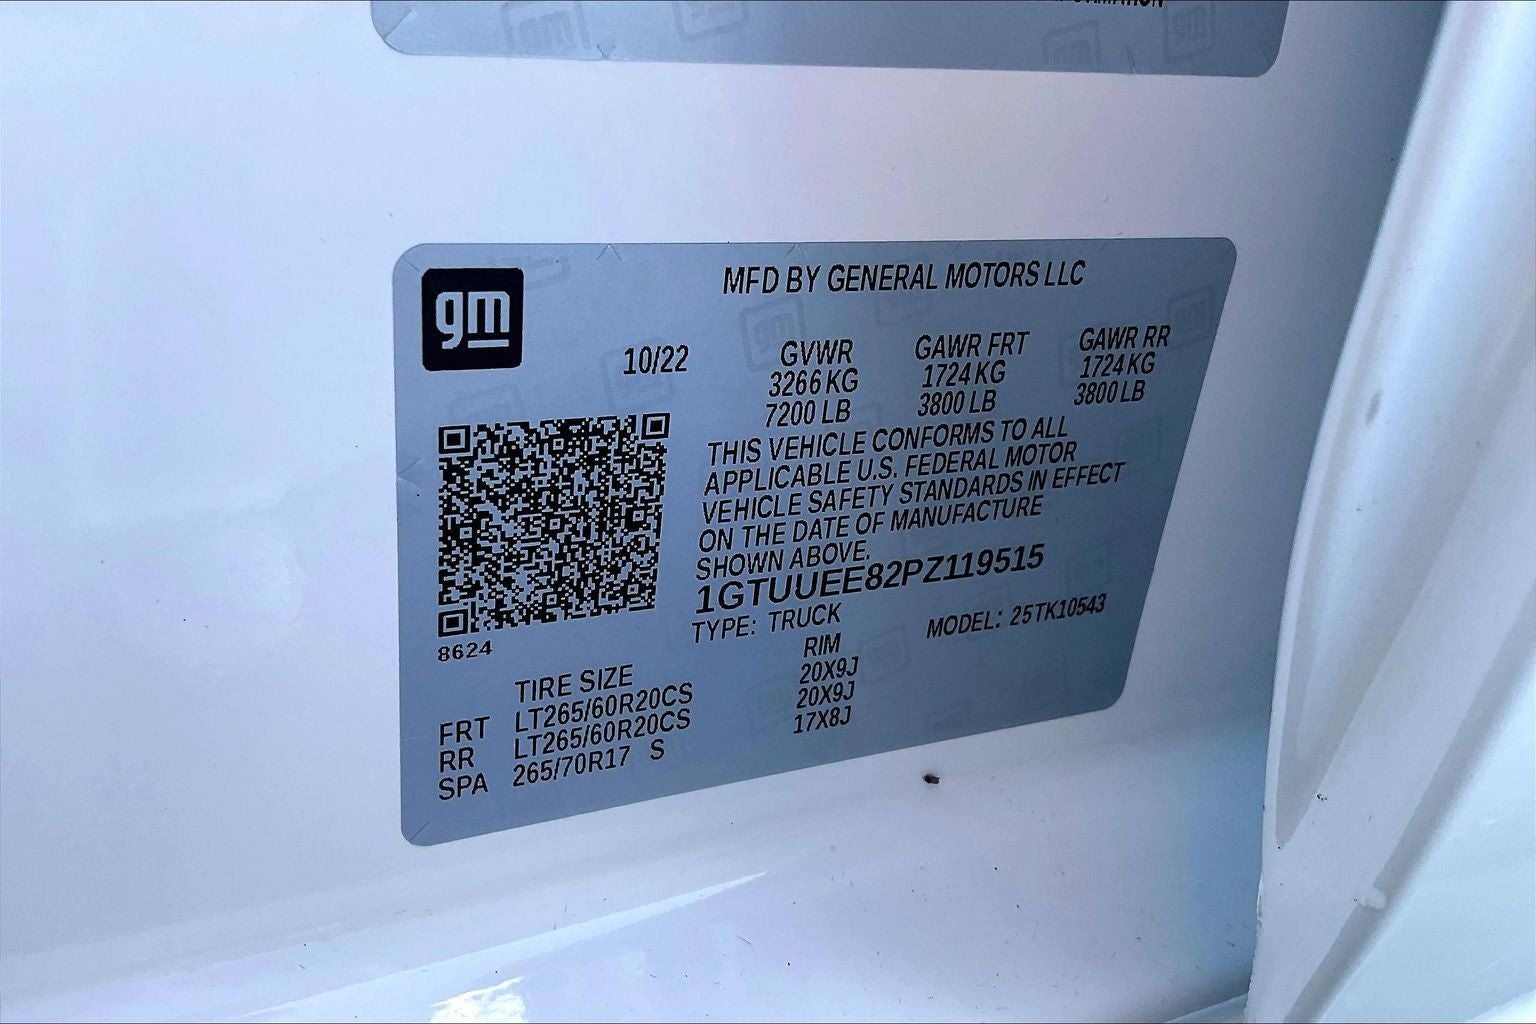 gm
MFD BY GENERAL MOTORS LLC
10/22
GVWR GAWR FRT GAWR RR
3266 KG 1724 KG 1724 KG
7200 LB 3800 LB 3800 LB
THIS VEHICLE CONFORMS TO ALL
APPLICABLE U.S. FEDERAL MOTOR
VEHICLE SAFETY STANDARDS IN EFFECT
ON THE DATE OF MANUFACTURE
SHOWN ABOVE.
1GTUUEE82PZ119515
TYPE: TRUCK MODEL: 25TK10543
8624
TIRE SIZE RIM
FRT LT265/60R20CS 20X9J
RR LT265/60R20CS 20X9J
SPA 265/70R17 S 17X8J